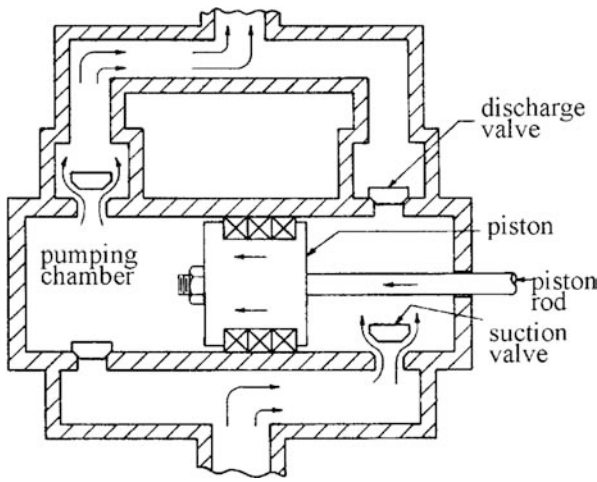 discharge
valve
piston
pumping
chamber
piston
rod
suction
valve